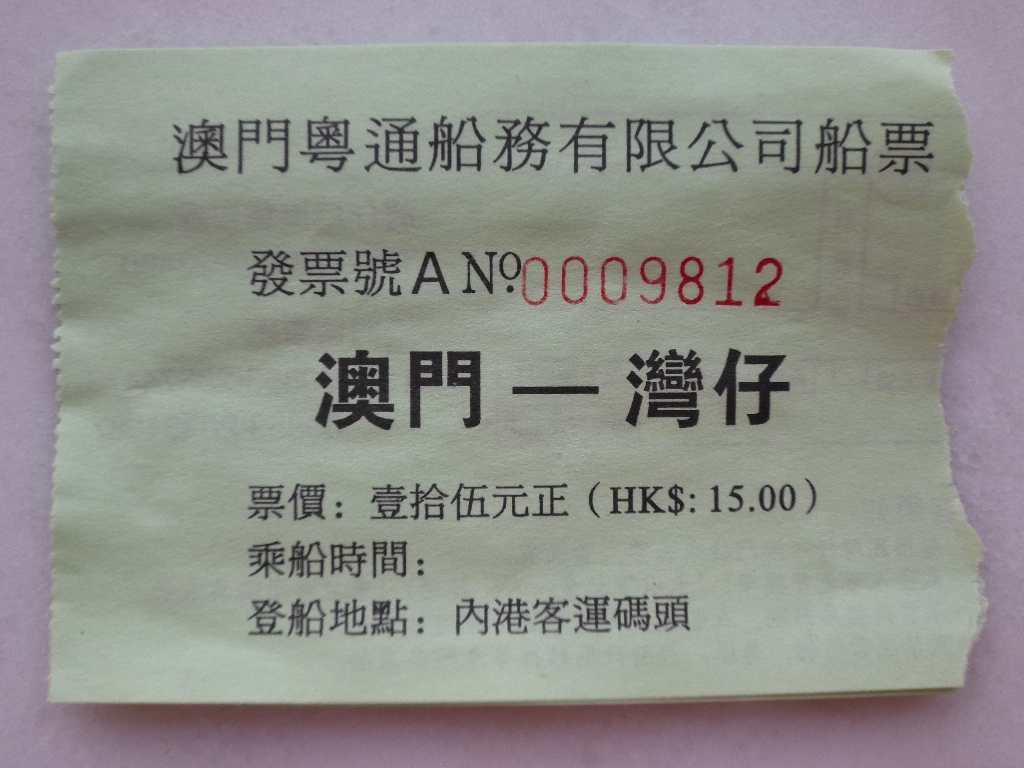 澳門粵通船務有限公司船票
發票號 A Nº 0009812
澳門 — 灣仔
票價：壹拾伍元正（HK$: 15.00）
乘船時間：
登船地點：內港客運碼頭